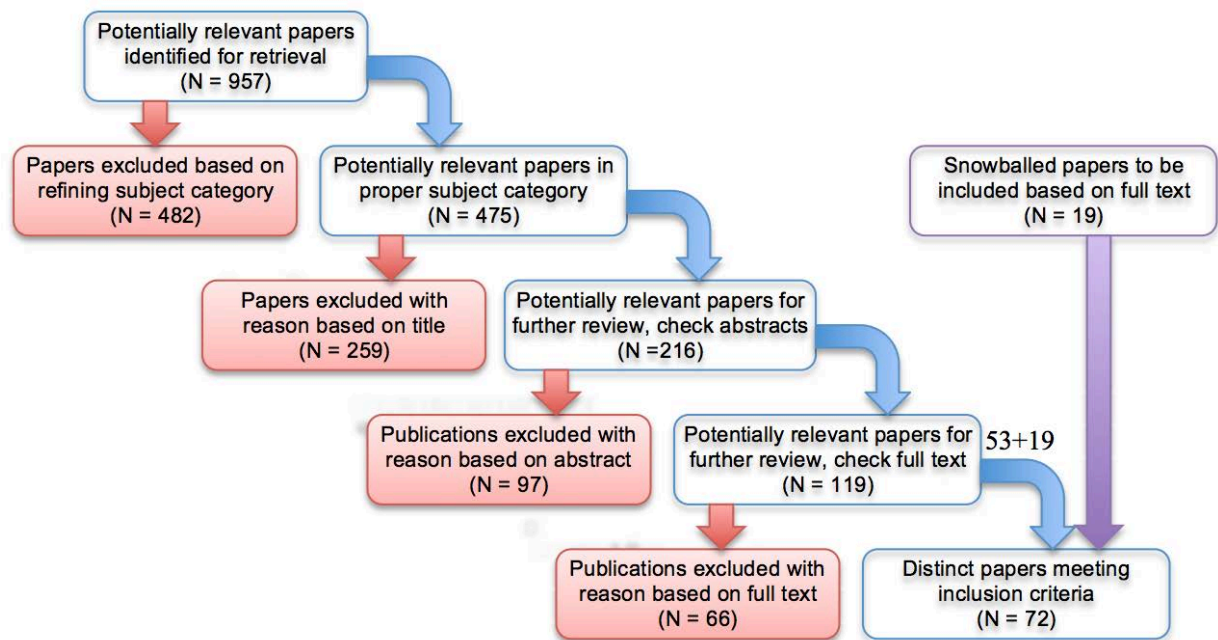 Potentially relevant papers
identified for retrieval
(N = 957)
Papers excluded based on
refining subject category
(N = 482)
Potentially relevant papers in
proper subject category
(N = 475)
Snowballed papers to be
included based on full text
(N = 19)
Papers excluded with
reason based on title
(N = 259)
Potentially relevant papers for
further review, check abstracts
(N =216)
Publications excluded with
reason based on abstract
(N = 97)
Potentially relevant papers for
further review, check full text
(N = 119)
53+19
Publications excluded with
reason based on full text
(N = 66)
Distinct papers meeting
inclusion criteria
(N = 72)